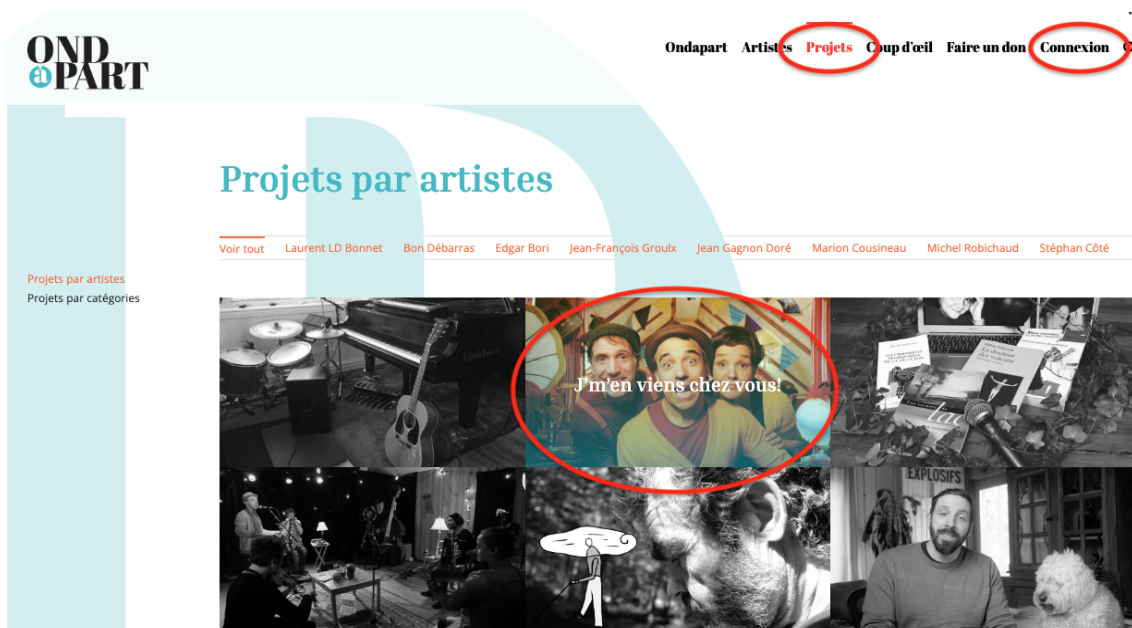 OND
àPART
Ondapart Artistes Projets Coup d'œil Faire un don Connexion
Projets par artistes
Voir tout Laurent LD Bonnet Bon Débarras Edgar Bori Jean-François Groulx Jean Gagnon Doré Marion Cousineau Michel Robichaud Stéphan Côté
Projets par artistes
Projets par catégories
J'm'en viens chez vous!
EXPLOSIFS